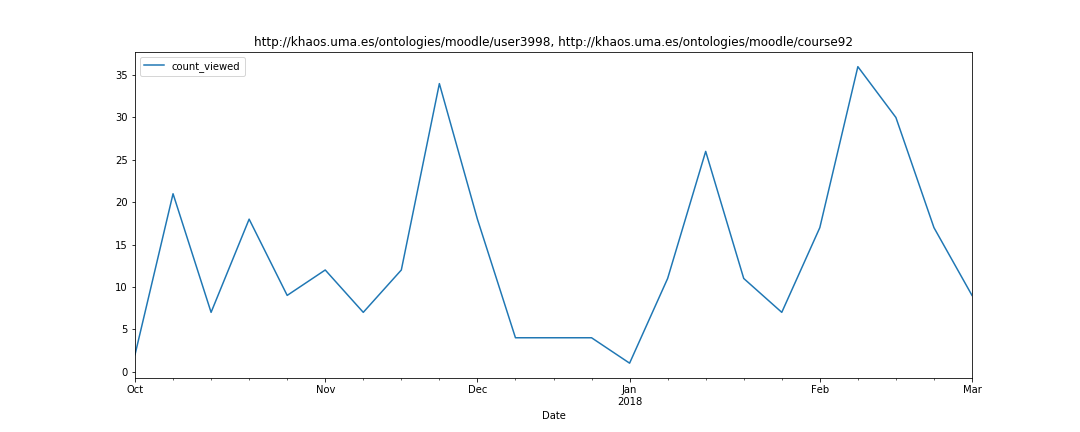 http://khaos.uma.es/ontologies/moodle/user3998, http://khaos.uma.es/ontologies/moodle/course92
count_viewed
35
30
25
20
15
10
5
0
Oct Nov Dec Jan Feb Mar
2018
Date